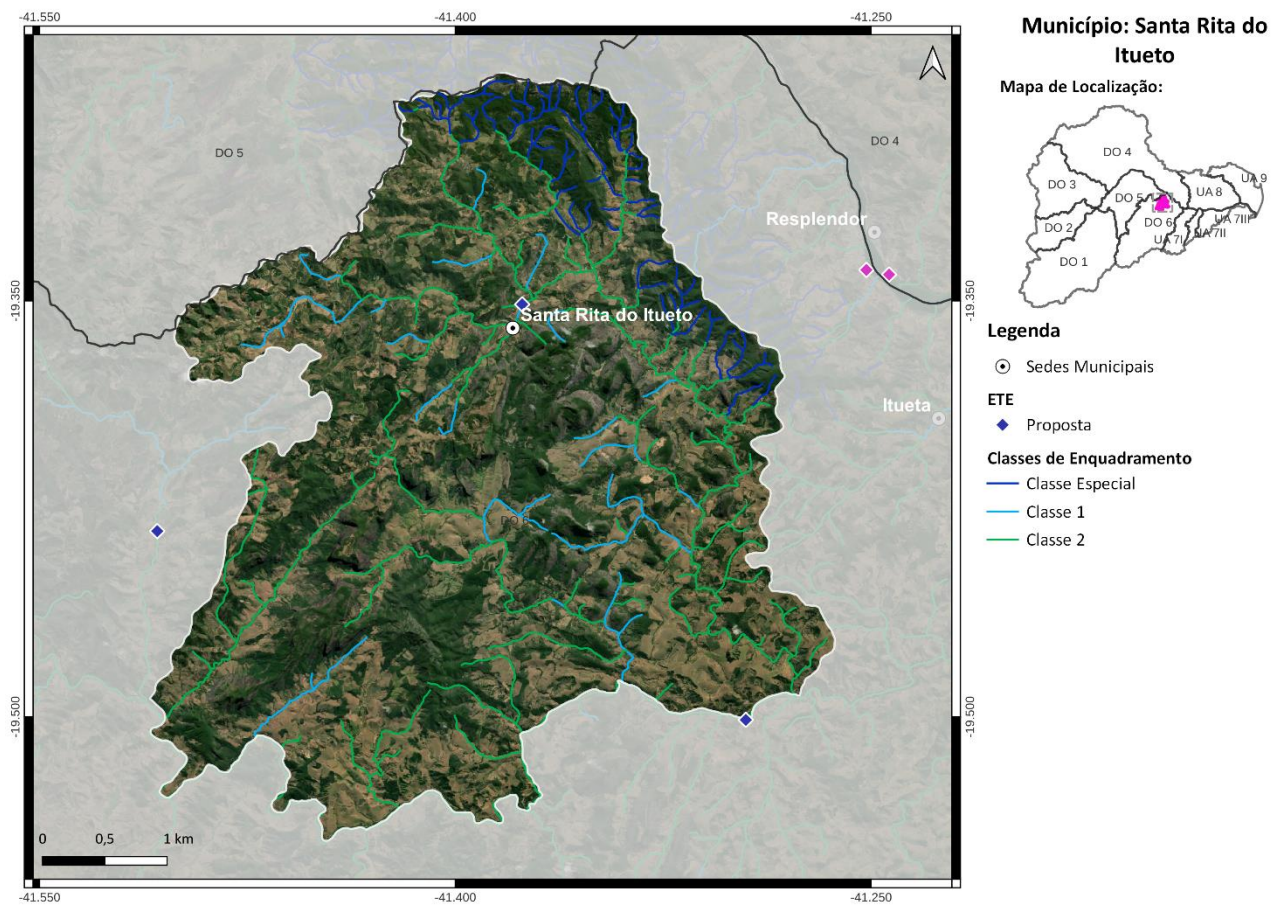 -41.550
-41.400
-41.250
Município: Santa Rita do
Itueto
Mapa de Localização:
DO 5
DO 4
DO 4
DO 3
DO 5
UA 9
UA 8
DO 2
DO 6
UA 7III
UA 7II
UA 7I
DO 1
Resplendor
-19.350
-19.350
Santa Rita do Itueto
Itueta
Legenda
Sedes Municipais
ETE
Proposta
Classes de Enquadramento
Classe Especial
Classe 1
Classe 2
DO 6
-19.500
-19.500
0 0,5 1 km
-41.550
-41.400
-41.250